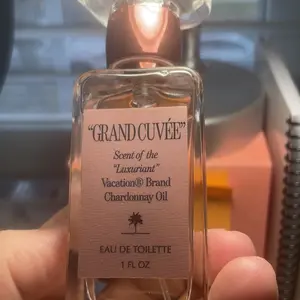 "GRAND CUVÉE"
Scent of the
"Luxuriant"
Vacation® Brand
Chardonnay Oil
EAU DE TOILETTE
1 FL OZ